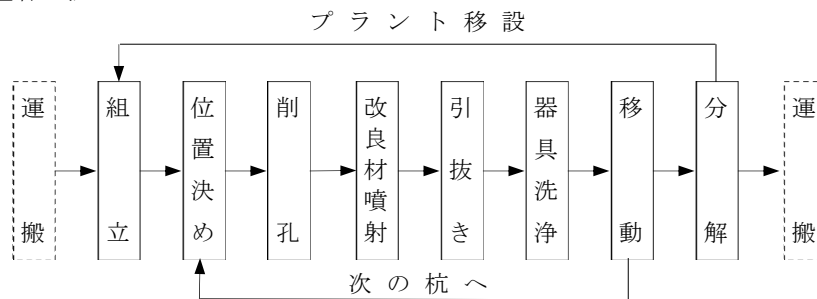 プラント移設
運搬
組立
位置決め
削孔
改良材噴射
引抜き
器具洗浄
移動
分解
運搬
次の杭へ